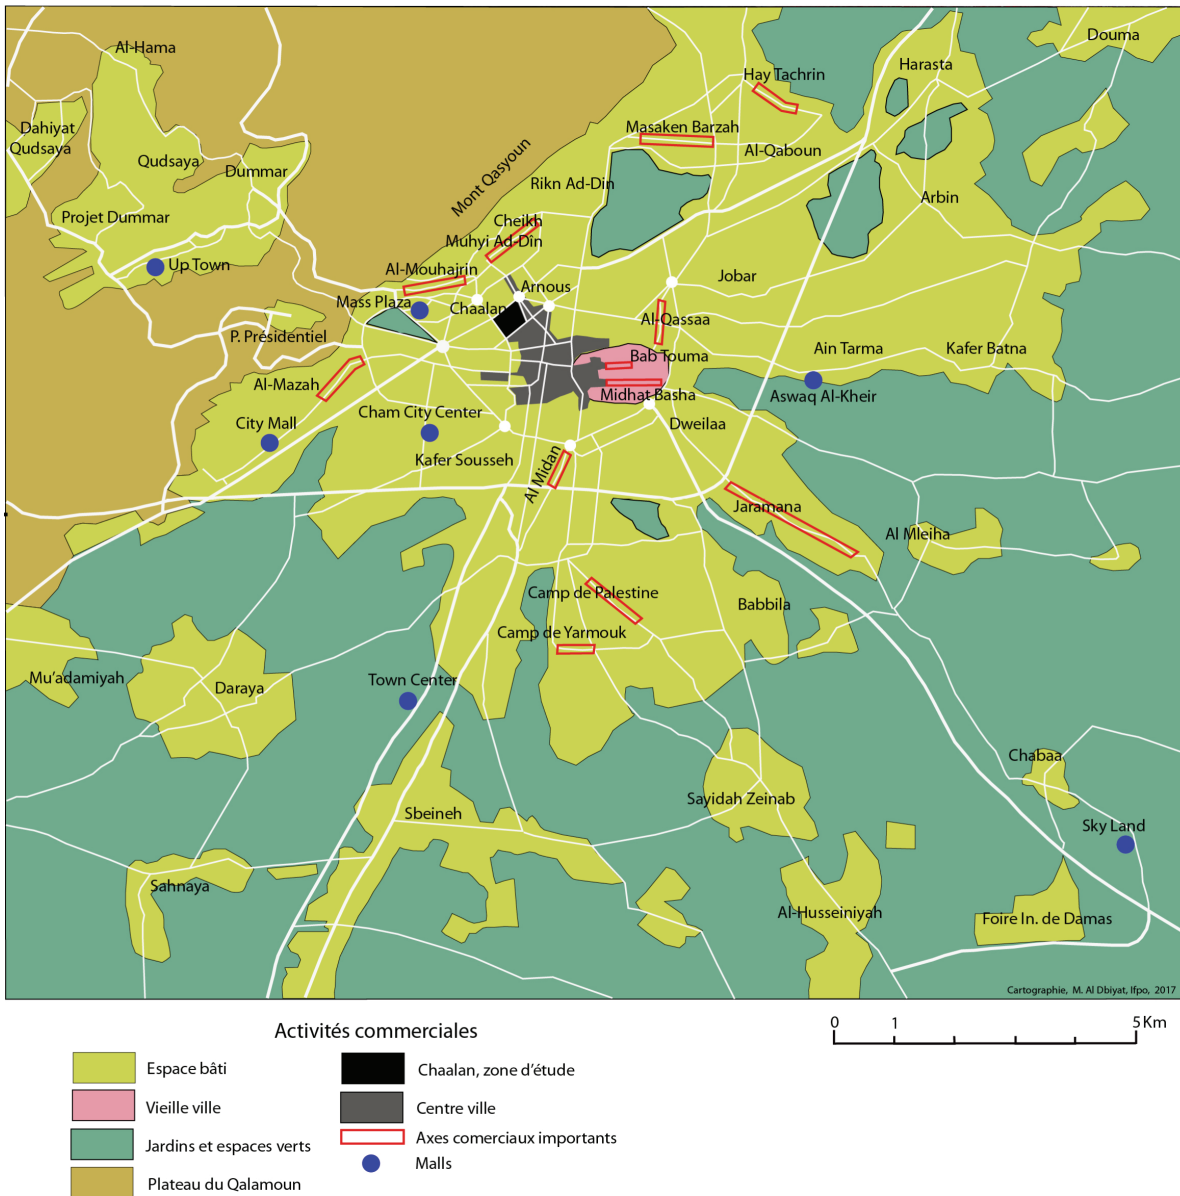 Al-Hama
Douma
Harasta
Hay Tachrin
Dahiyat
Qudsaya
Masaken Barzah
Al-Qaboun
Qudsaya
Dummar
Mont Qasyoun
Rikn Ad-Din
Arbin
Projet Dummar
Cheikh
Muhyi Ad-Dîn
Up Town
Al-Mouhajrin
Jobar
Arnous
Mass Plaza
Chaalan
Al-Qassaa
P. Présidentiel
Bab Touma
Ain Tarma
Kafer Batna
Al-Mazah
Midhat Basha
Aswaq Al-Kheir
City Mall
Cham City Center
Dweilaa
Kafer Sousseh
Al Midan
Jaramana
Al Mleiha
Camp de Palestine
Babbila
Camp de Yarmouk
Mu’adamiyah
Daraya
Town Center
Chabaa
Sayidah Zeinab
Sbeineh
Sky Land
Sahnaya
Al-Husseiniyah
Foire In. de Damas
Cartographie, M. Al Dbiyat, Ifpo, 2017
Activités commerciales
0 1 5 Km
Espace bâti
Vieille ville
Jardins et espaces verts
Plateau du Qalamoun
Chaalan, zone d’étude
Centre ville
Axes comerciaux importants
Malls